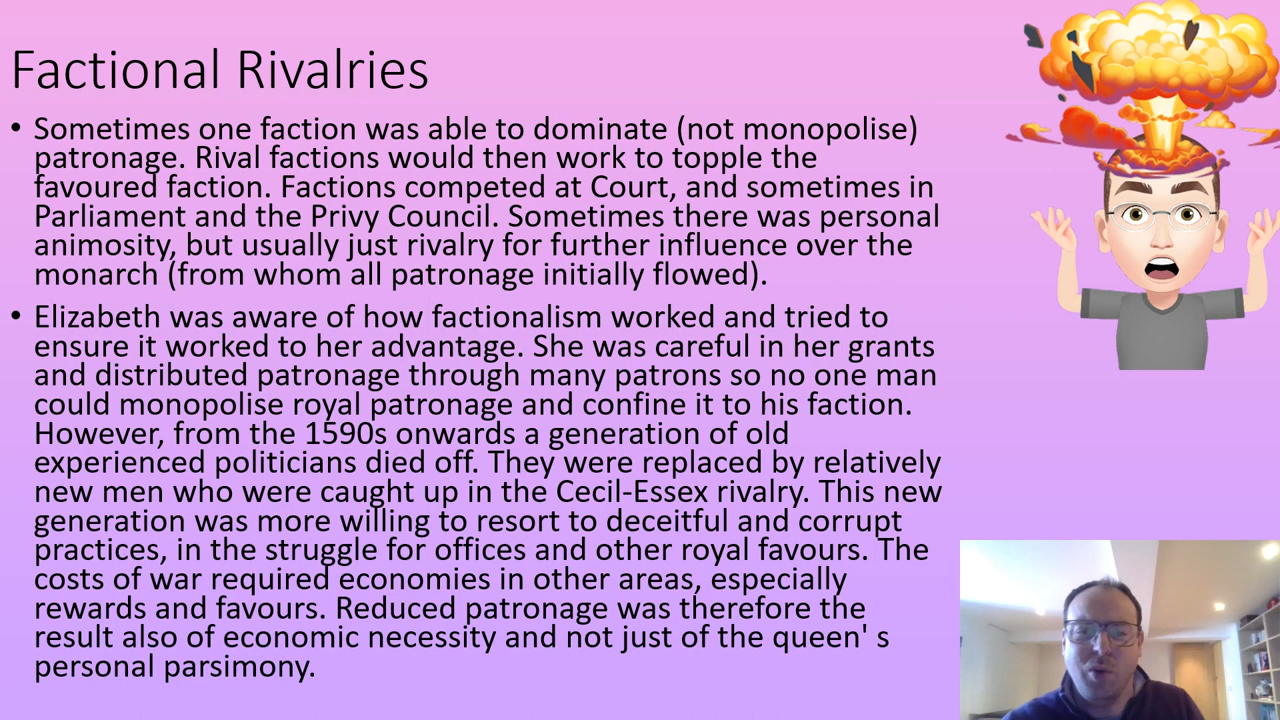 Factional Rivalries
• Sometimes one faction was able to dominate (not monopolise)
patronage. Rival factions would then work to topple the
favoured faction. Factions competed at Court, and sometimes in
Parliament and the Privy Council. Sometimes there was personal
animosity, but usually just rivalry for further influence over the
monarch (from whom all patronage initially flowed).
• Elizabeth was aware of how factionalism worked and tried to
ensure it worked to her advantage. She was careful in her grants
and distributed patronage through many patrons so no one man
could monopolise royal patronage and confine it to his faction.
However, from the 1590s onwards a generation of old
experienced politicians died off. They were replaced by relatively
new men who were caught up in the Cecil-Essex rivalry. This new
generation was more willing to resort to deceitful and corrupt
practices, in the struggle for offices and other royal favours. The
costs of war required economies in other areas, especially
rewards and favours. Reduced patronage was therefore the
result also of economic necessity and not just of the queen' s
personal parsimony.